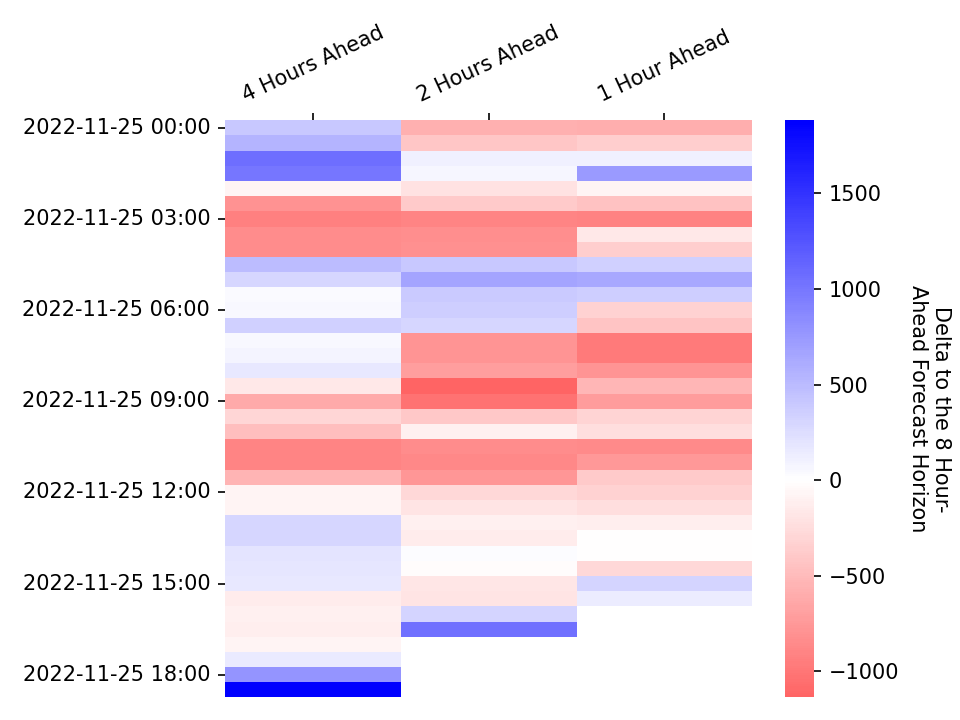 4 Hours Ahead
2 Hours Ahead
1 Hour Ahead
2022-11-25 00:00
2022-11-25 03:00
2022-11-25 06:00
2022-11-25 09:00
2022-11-25 12:00
2022-11-25 15:00
2022-11-25 18:00
1500
1000
500
0
−500
−1000
Delta to the 8 Hour-
Ahead Forecast Horizon